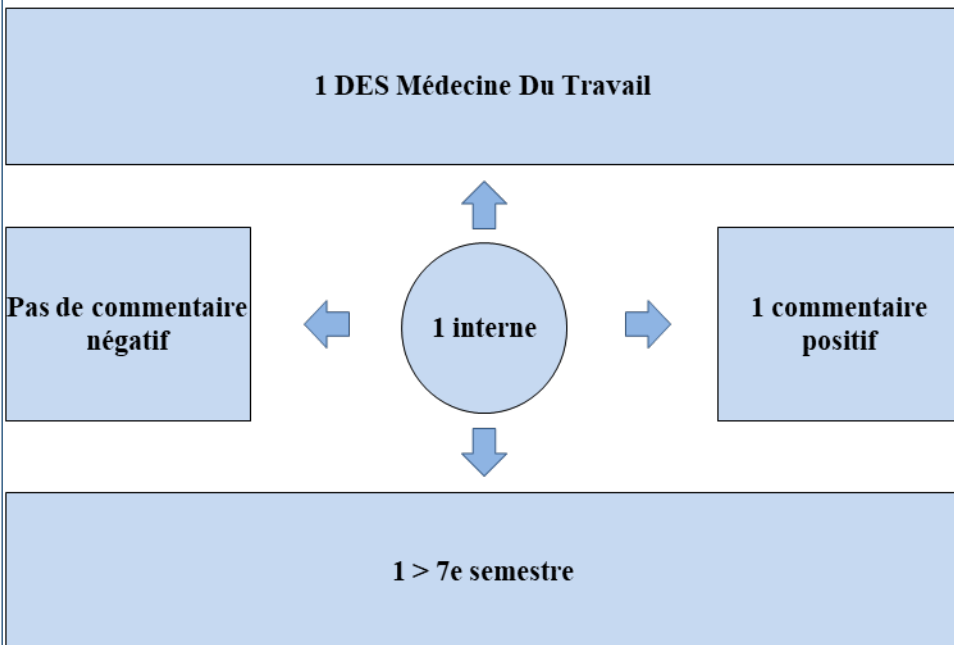 1 DES Médecine Du Travail
Pas de commentaire
négatif
1 interne
1 commentaire
positif
1 > 7e semestre